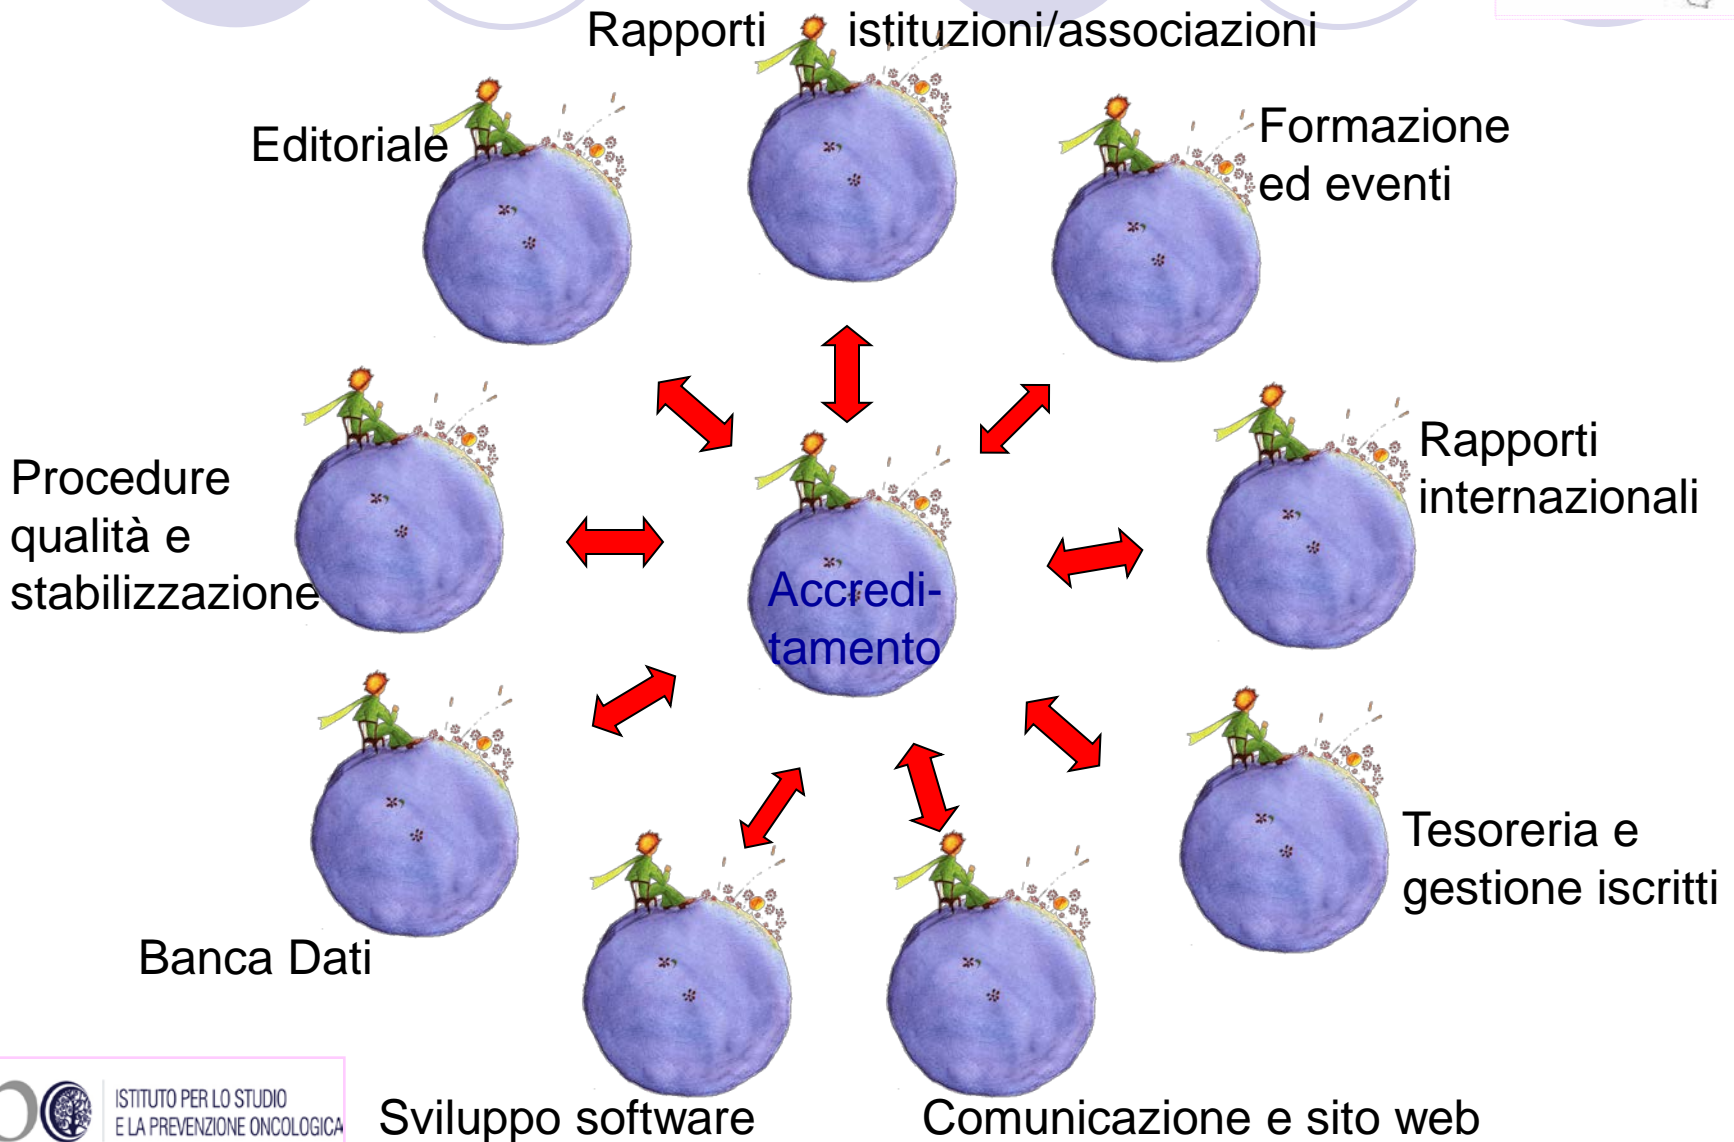 Rapporti istituzioni/associazioni
Editoriale
Formazione
ed eventi
Procedure
qualità e
stabilizzazione
Rapporti
internazionali
Accredi-
tamento
Tesoreria e
gestione iscritti
Banca Dati
Sviluppo software
Comunicazione e sito web
ISTITUTO PER LO STUDIO
E LA PREVENZIONE ONCOLOGICA